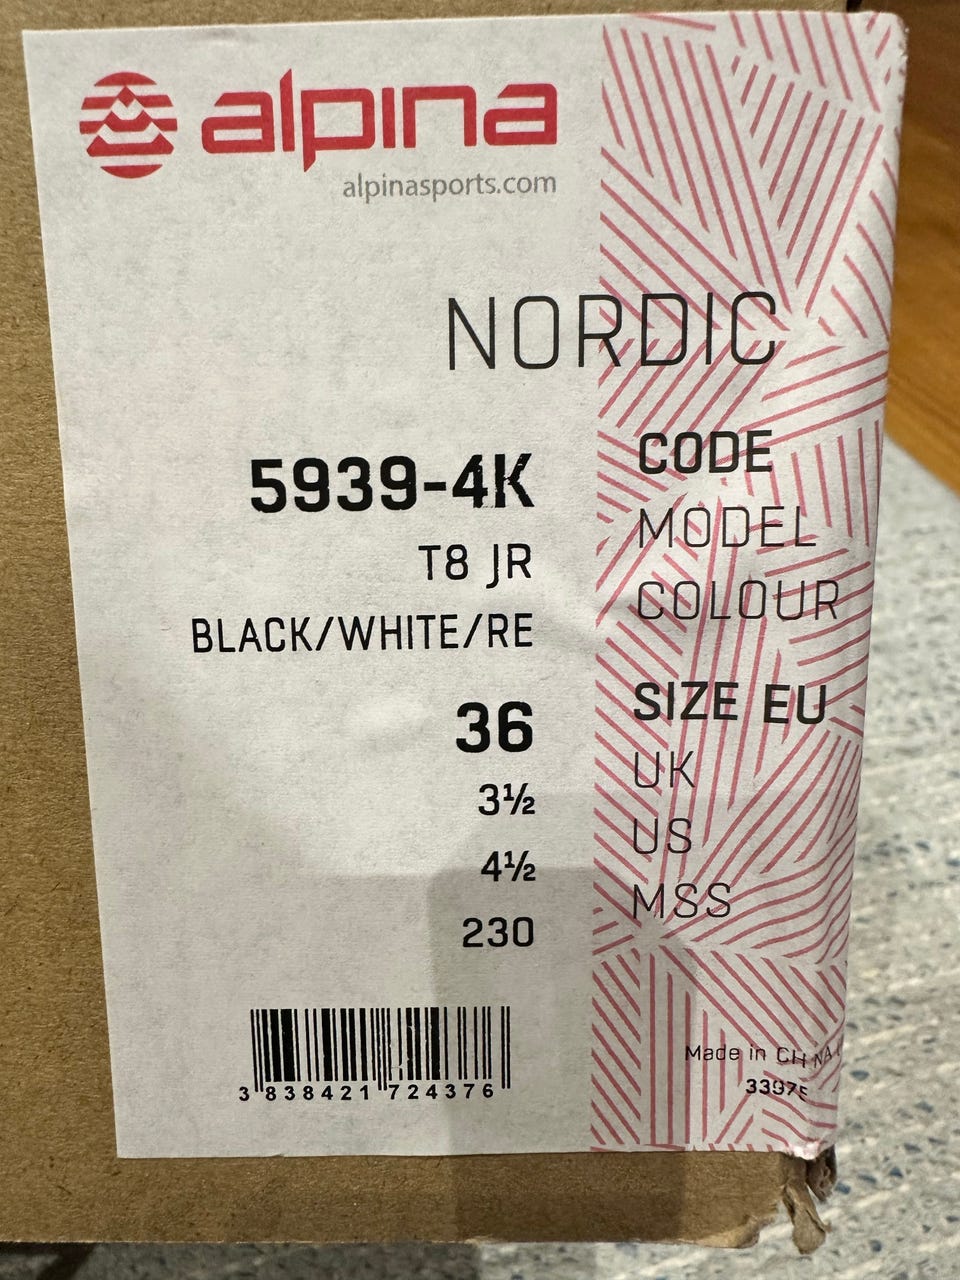 alpina
alpinasports.com
NORDIC
5939-4K CODE
T8 JR MODEL
BLACK/WHITE/RE COLOUR
36 SIZE EU
3½ UK
4½ US
230 MSS
Made in CHINA
3 838421 724376